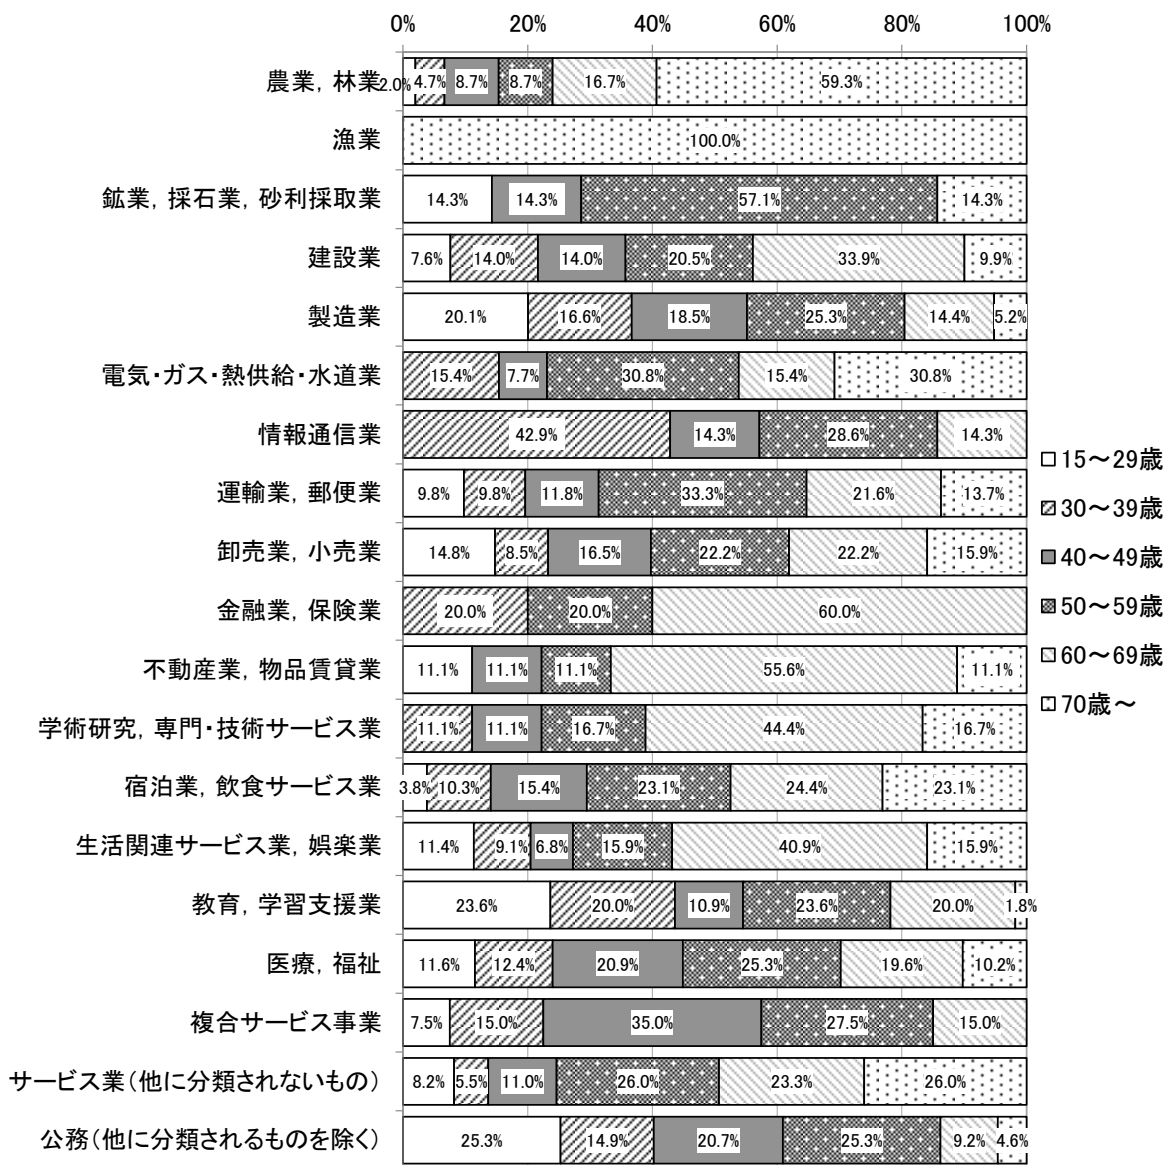 0% 20% 40% 60% 80% 100%
農業，林業 2.0% 4.7% 8.7% 8.7% 16.7% 59.3%
漁業 100.0%
鉱業，採石業，砂利採取業 14.3% 14.3% 57.1% 14.3%
建設業 7.6% 14.0% 14.0% 20.5% 33.9% 9.9%
製造業 20.1% 16.6% 18.5% 25.3% 14.4% 5.2%
電気・ガス・熱供給・水道業 15.4% 7.7% 30.8% 15.4% 30.8%
情報通信業 42.9% 14.3% 28.6% 14.3%
運輸業，郵便業 9.8% 9.8% 11.8% 33.3% 21.6% 13.7%
卸売業，小売業 14.8% 8.5% 16.5% 22.2% 22.2% 15.9%
金融業，保険業 20.0% 20.0% 60.0%
不動産業，物品賃貸業 11.1% 11.1% 11.1% 55.6% 11.1%
学術研究，専門・技術サービス業 11.1% 11.1% 16.7% 44.4% 16.7%
宿泊業，飲食サービス業 3.8% 10.3% 15.4% 23.1% 24.4% 23.1%
生活関連サービス業，娯楽業 11.4% 9.1% 6.8% 15.9% 40.9% 15.9%
教育，学習支援業 23.6% 20.0% 10.9% 23.6% 20.0% 1.8%
医療，福祉 11.6% 12.4% 20.9% 25.3% 19.6% 10.2%
複合サービス事業 7.5% 15.0% 35.0% 27.5% 15.0%
サービス業（他に分類されないもの） 8.2% 5.5% 11.0% 26.0% 23.3% 26.0%
公務（他に分類されるものを除く） 25.3% 14.9% 20.7% 25.3% 9.2% 4.6%
15～29歳
30～39歳
40～49歳
50～59歳
60～69歳
70歳～